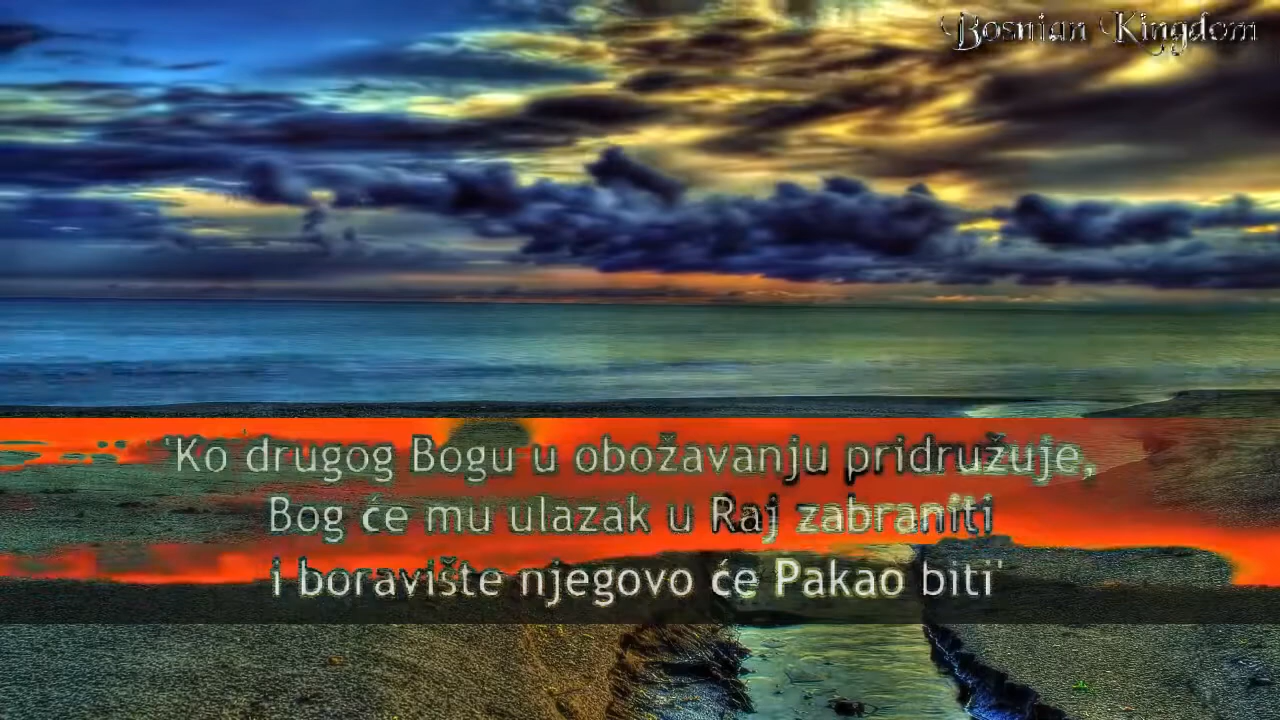 Bosnian Kingdom
'Ko drugog Bogu u obožavanju pridružuje,
Bog će mu ulazak u Raj zabraniti
i boravište njegovo će Pakao biti'